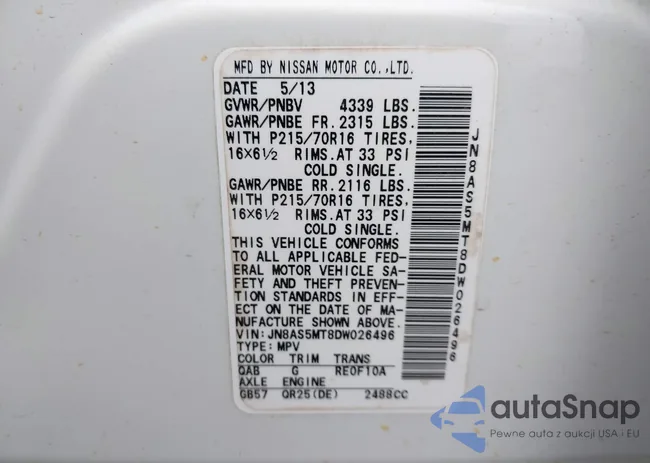 MFD BY NISSAN MOTOR CO.,LTD.
DATE 5/13
GVWR/PNBV 4339 LBS.
GAWR/PNBE FR. 2315 LBS.
WITH P215/70R16 TIRES,
16X6½ RIMS.AT 33 PSI
COLD SINGLE.
GAWR/PNBE RR. 2116 LBS.
WITH P215/70R16 TIRES,
16X6½ RIMS.AT 33 PSI
COLD SINGLE.
THIS VEHICLE CONFORMS
TO ALL APPLICABLE FED-
ERAL MOTOR VEHICLE SA-
FETY AND THEFT PREVEN-
TION STANDARDS IN EFF-
ECT ON THE DATE OF MA-
NUFACTURE SHOWN ABOVE.
VIN: JN8AS5MT8DW026496
TYPE: MPV
COLOR TRIM TRANS
QAB G RE0F10A
AXLE ENGINE
GB57 QR25(DE) 2488CC
JN8AS5MT8DW026496
autaSnap
Pewne auta z aukcji USA i EU